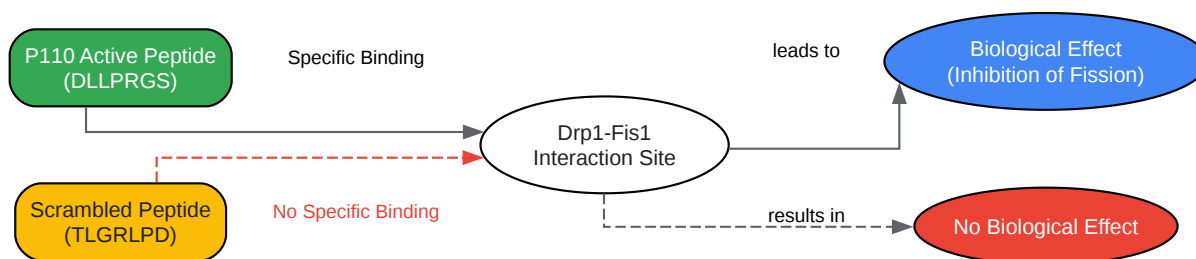 P110 Active Peptide
(DLLPRGS)
Specific Binding
leads to
Biological Effect
(Inhibition of Fission)
Drp1-Fis1
Interaction Site
Scrambled Peptide
(TLGRLPD)
No Specific Binding
results in
No Biological Effect